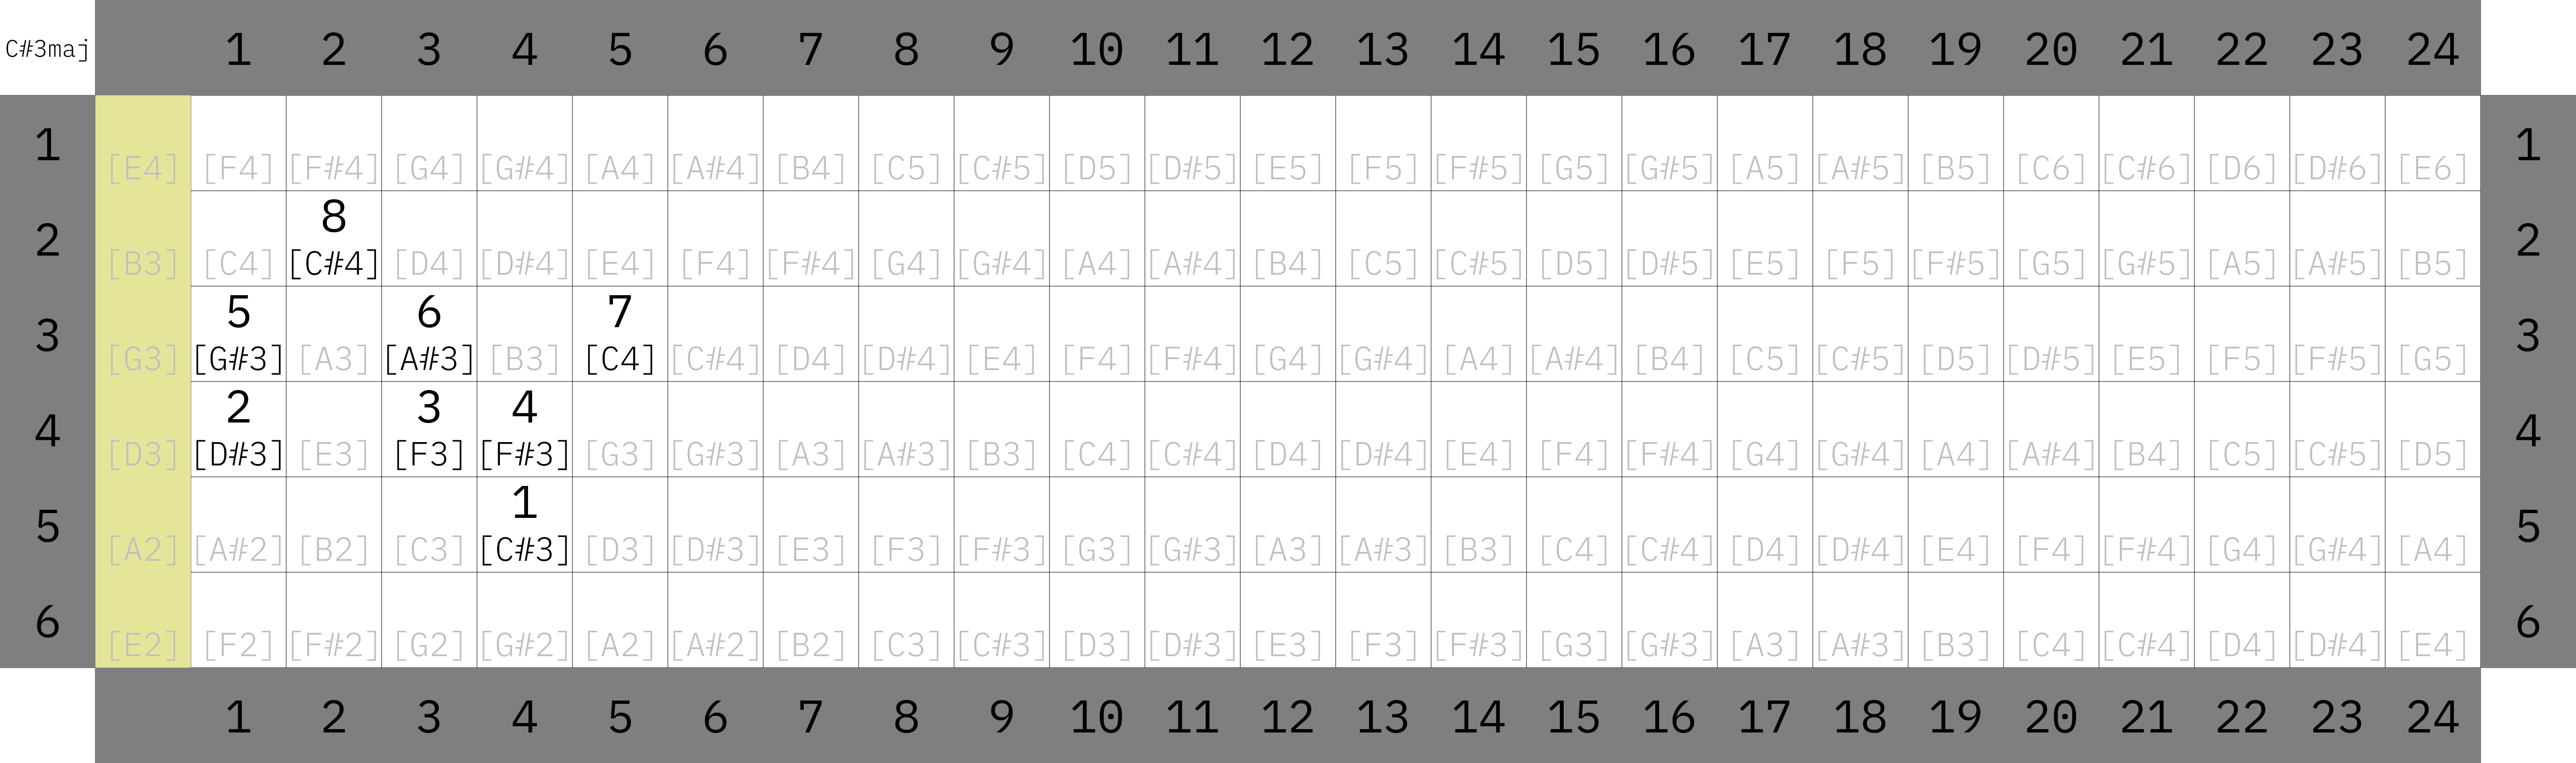 C#3maj 1 2 3 4 5 6 7 8 9 10 11 12 13 14 15 16 17 18 19 20 21 22 23 24
1 [E4] [F4] [F#4] [G4] [G#4] [A4] [A#4] [B4] [C5] [C#5] [D5] [D#5] [E5] [F5] [F#5] [G5] [G#5] [A5] [A#5] [B5] [C6] [C#6] [D6] [D#6] [E6] 1
8
2 [B3] [C4] [C#4] [D4] [D#4] [E4] [F4] [F#4] [G4] [G#4] [A4] [A#4] [B4] [C5] [C#5] [D5] [D#5] [E5] [F5] [F#5] [G5] [G#5] [A5] [A#5] [B5] 2
5 6 7
3 [G3] [G#3] [A3] [A#3] [B3] [C4] [C#4] [D4] [D#4] [E4] [F4] [F#4] [G4] [G#4] [A4] [A#4] [B4] [C5] [C#5] [D5] [D#5] [E5] [F5] [F#5] [G5] 3
2 3 4
4 [D3] [D#3] [E3] [F3] [F#3] [G3] [G#3] [A3] [A#3] [B3] [C4] [C#4] [D4] [D#4] [E4] [F4] [F#4] [G4] [G#4] [A4] [A#4] [B4] [C5] [C#5] [D5] 4
1
5 [A2] [A#2] [B2] [C3] [C#3] [D3] [D#3] [E3] [F3] [F#3] [G3] [G#3] [A3] [A#3] [B3] [C4] [C#4] [D4] [D#4] [E4] [F4] [F#4] [G4] [G#4] [A4] 5
6 [E2] [F2] [F#2] [G2] [G#2] [A2] [A#2] [B2] [C3] [C#3] [D3] [D#3] [E3] [F3] [F#3] [G3] [G#3] [A3] [A#3] [B3] [C4] [C#4] [D4] [D#4] [E4] 6
1 2 3 4 5 6 7 8 9 10 11 12 13 14 15 16 17 18 19 20 21 22 23 24